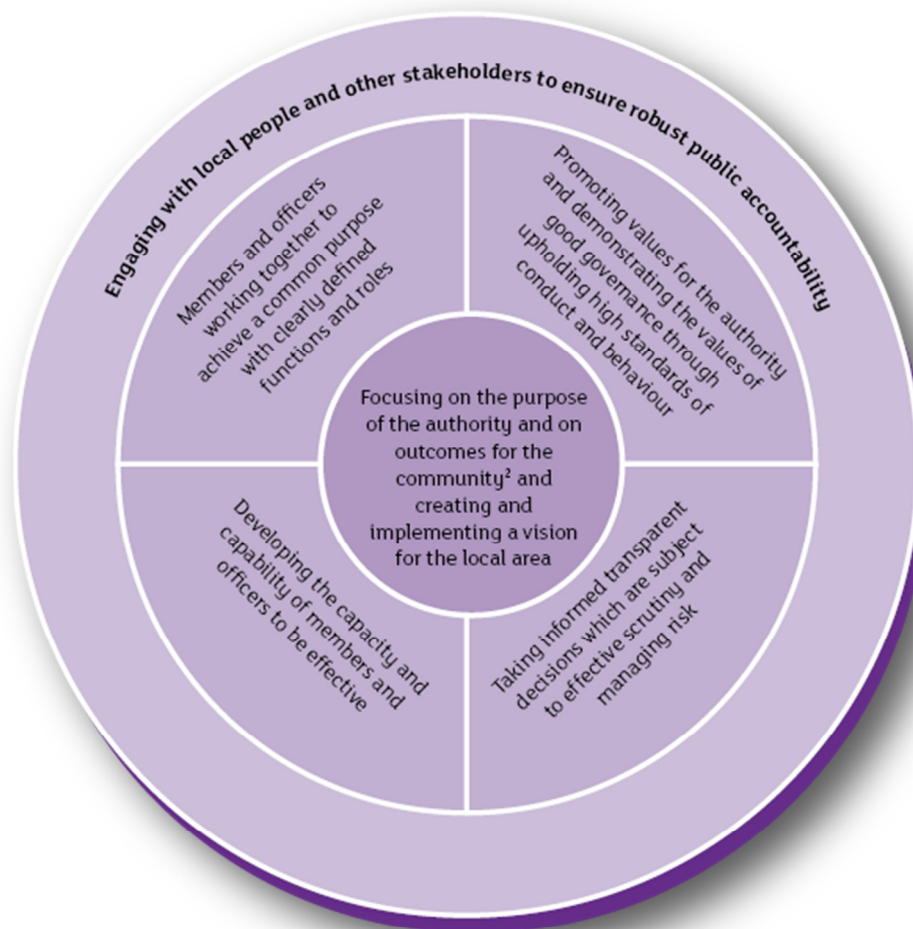 Engaging with local people and other stakeholders to ensure robust public accountability
Members and officers
working together to
achieve a common purpose
with clearly defined
functions and roles
Promoting values for the authority
and demonstrating the values of
good governance through
upholding high standards of
conduct and behaviour
Focusing on the purpose
of the authority and on
outcomes for the
community² and
creating and
implementing a vision
for the local area
Developing the capacity and
capability of members and
officers to be effective
Taking informed transparent
decisions which are subject
to effective scrutiny and
managing risk